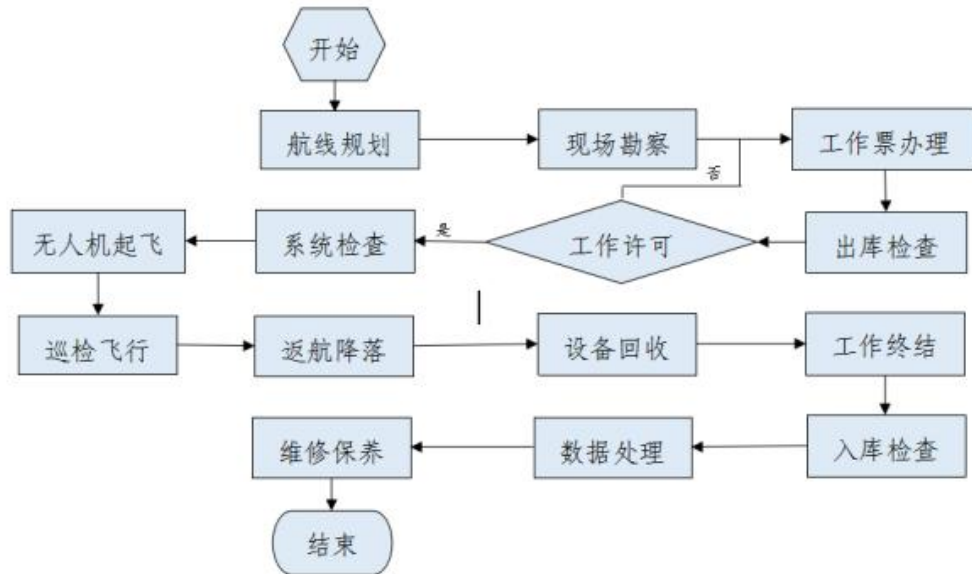 开始
航线规划
现场勘察
工作票办理
否
无人机起飞
系统检查
是
工作许可
出库检查
巡检飞行
返航降落
设备回收
工作终结
维修保养
数据处理
入库检查
结束